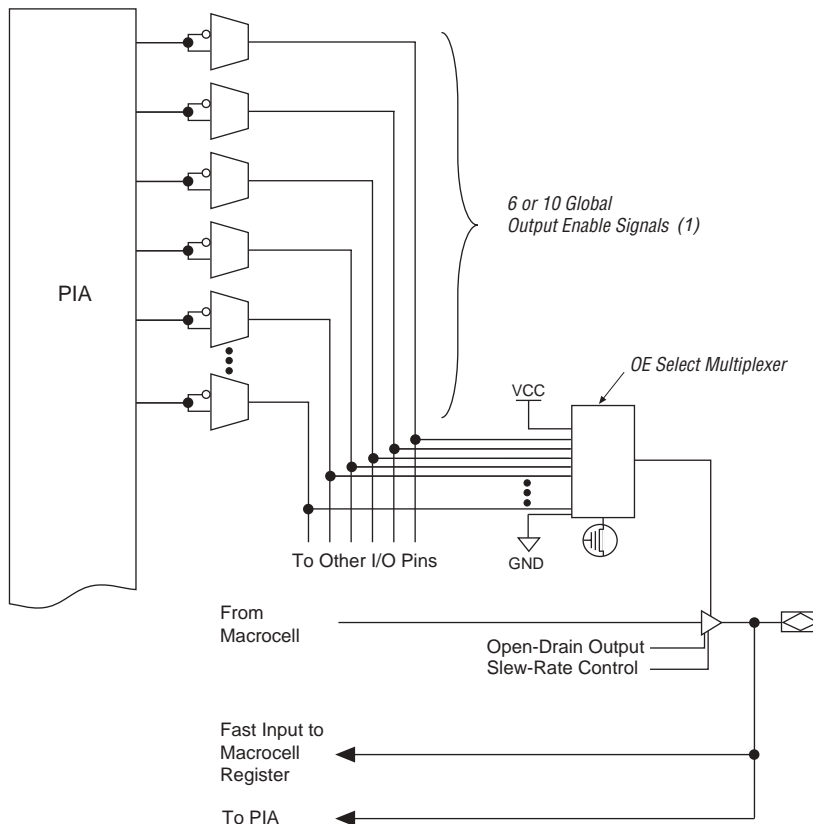 PIA
6 or 10 Global
Output Enable Signals (1)
OE Select Multiplexer
VCC
To Other I/O Pins
GND
From
Macrocell
Open-Drain Output
Slew-Rate Control
Fast Input to
Macrocell
Register
To PIA